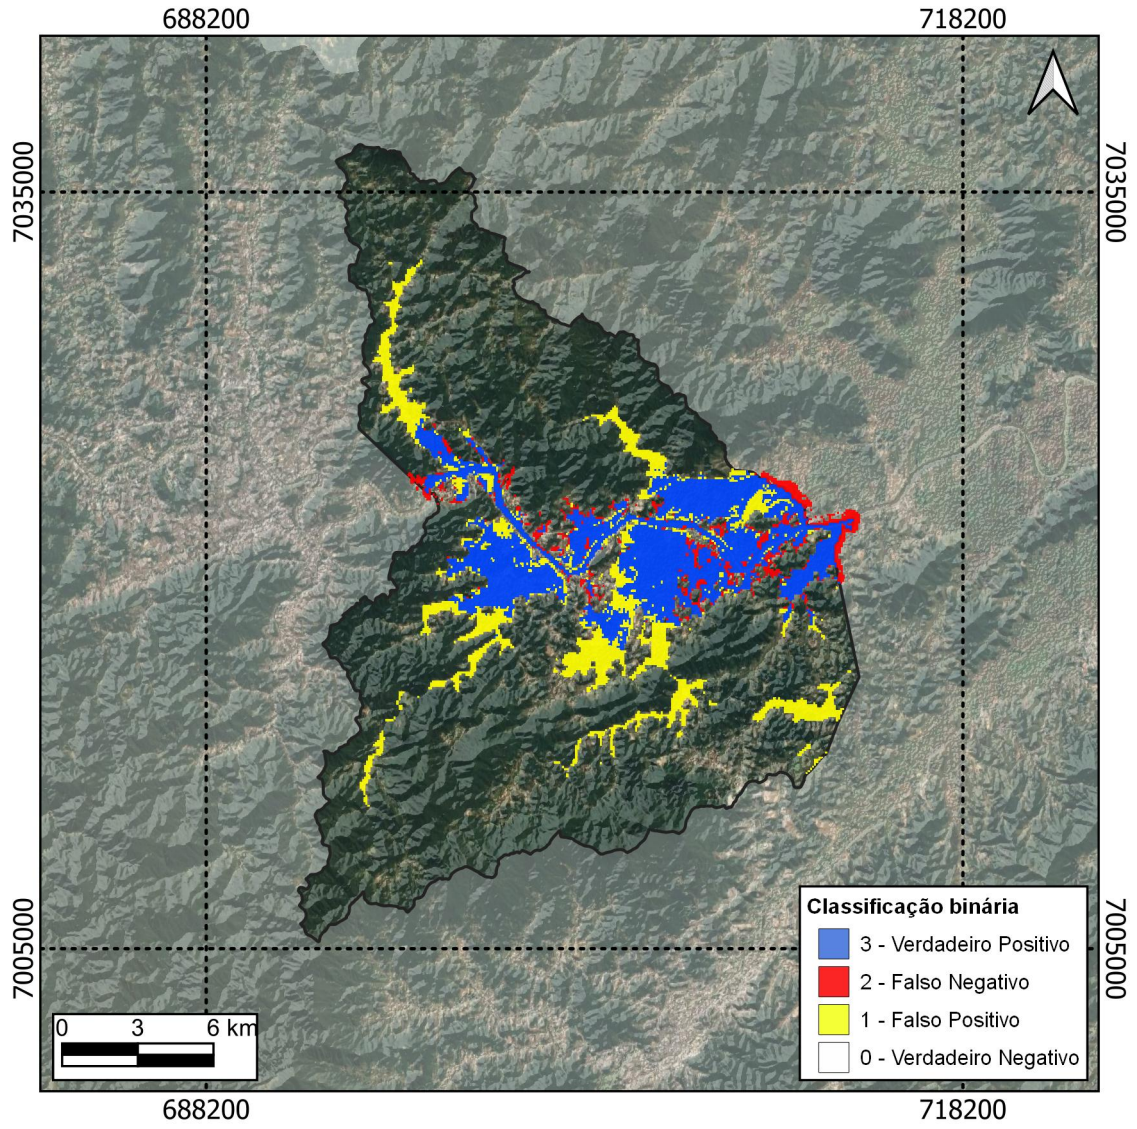 688200 718200
7035000 7035000
7005000 7005000
Classificação binária
3 - Verdadeiro Positivo
2 - Falso Negativo
1 - Falso Positivo
0 - Verdadeiro Negativo
0 3 6 km
688200 718200